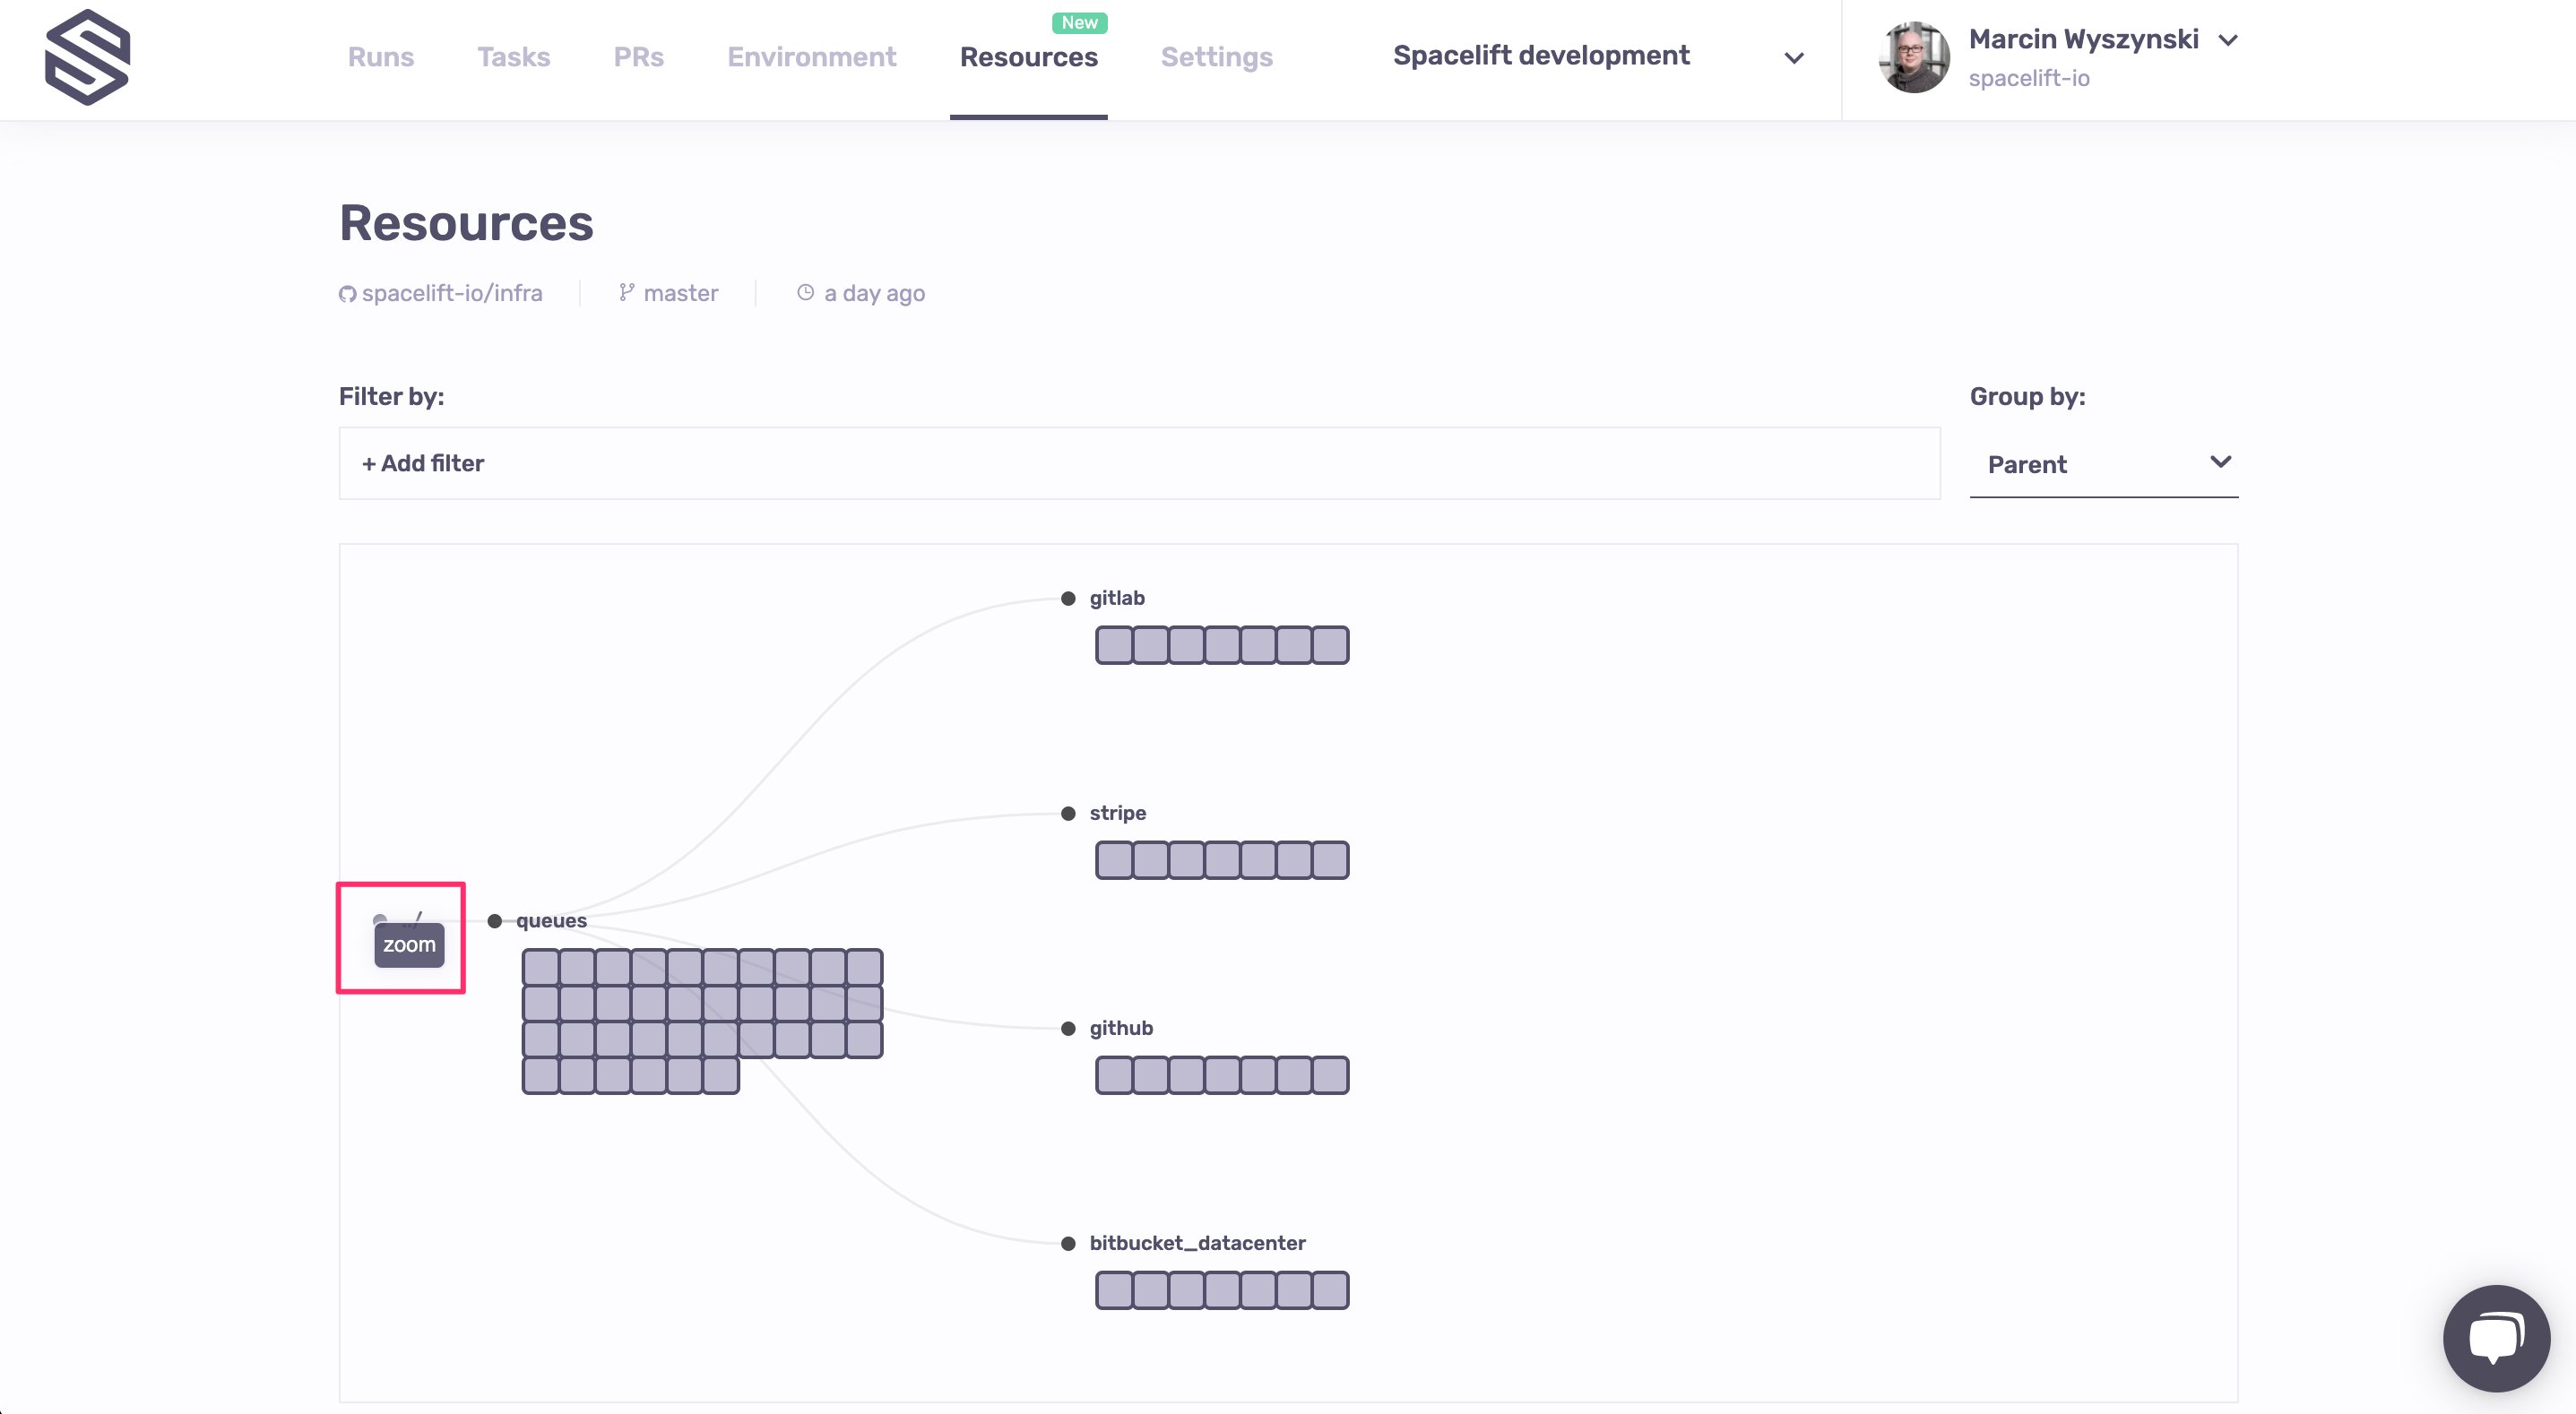 New
Runs
Tasks
PRs
Environment
Resources
Settings
Spacelift development
Marcin Wyszynski
spacelift-io
Resources
spacelift-io/infra
master
a day ago
Filter by:
Group by:
+ Add filter
Parent
gitlab
stripe
../
queues
zoom
github
bitbucket_datacenter